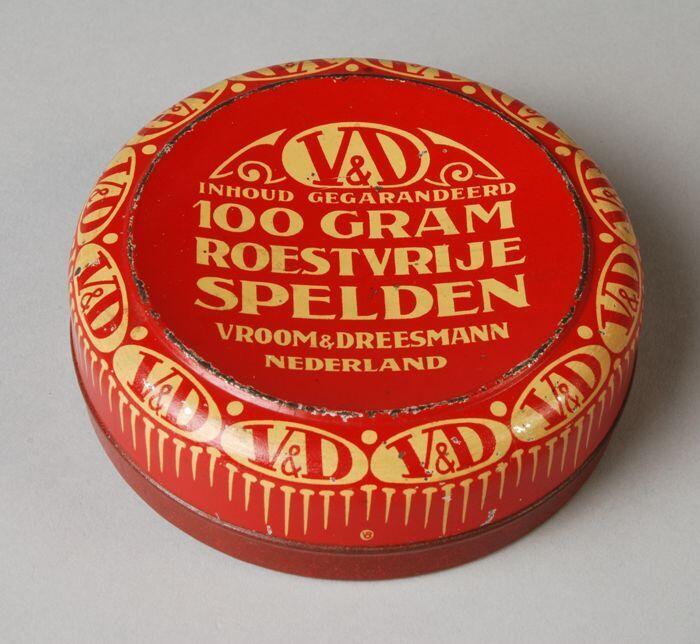 V&D
INHOUD GEGARANDEERD
100 GRAM
ROESTVRIJE
SPELDEN
VROOM & DREESMANN
NEDERLAND
V&D
V&D
V&D
V&D
V&D
V&D
V&D
V&D